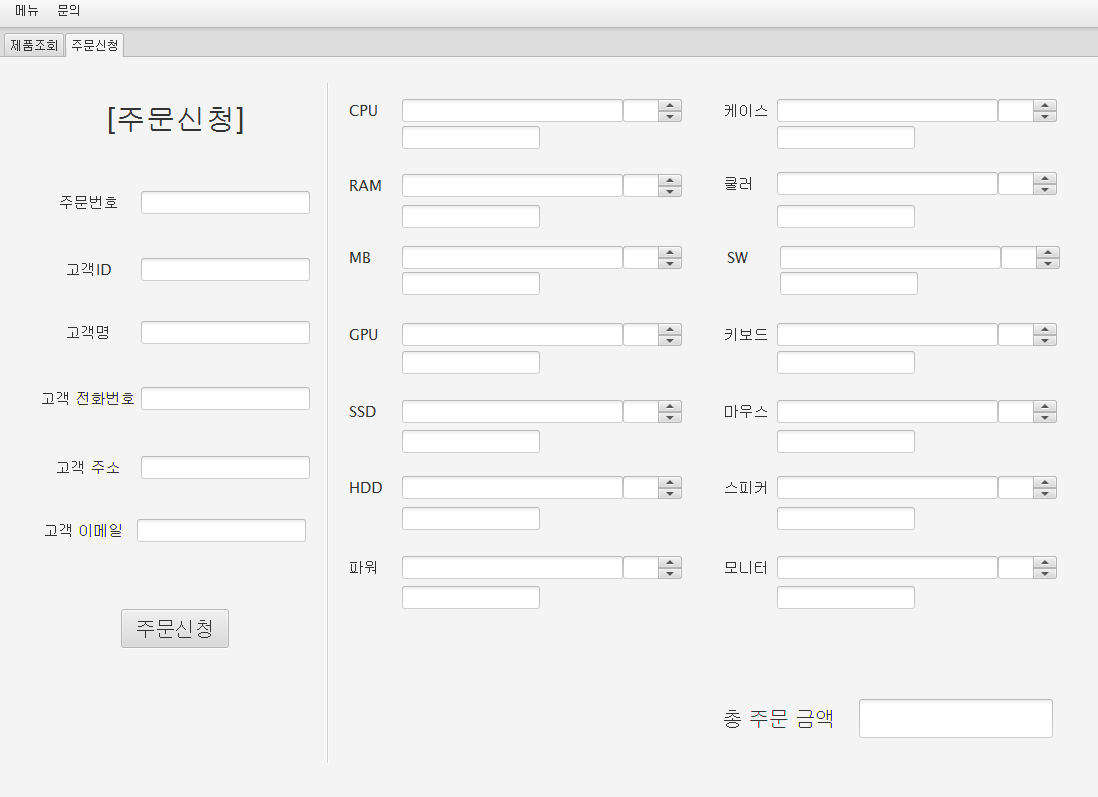 메뉴 문의
제품조회 주문신청
[주문신청]
주문번호
고객ID
고객명
고객 전화번호
고객 주소
고객 이메일
주문신청
CPU
RAM
MB
GPU
SSD
HDD
파워
케이스
쿨러
SW
키보드
마우스
스피커
모니터
총 주문 금액